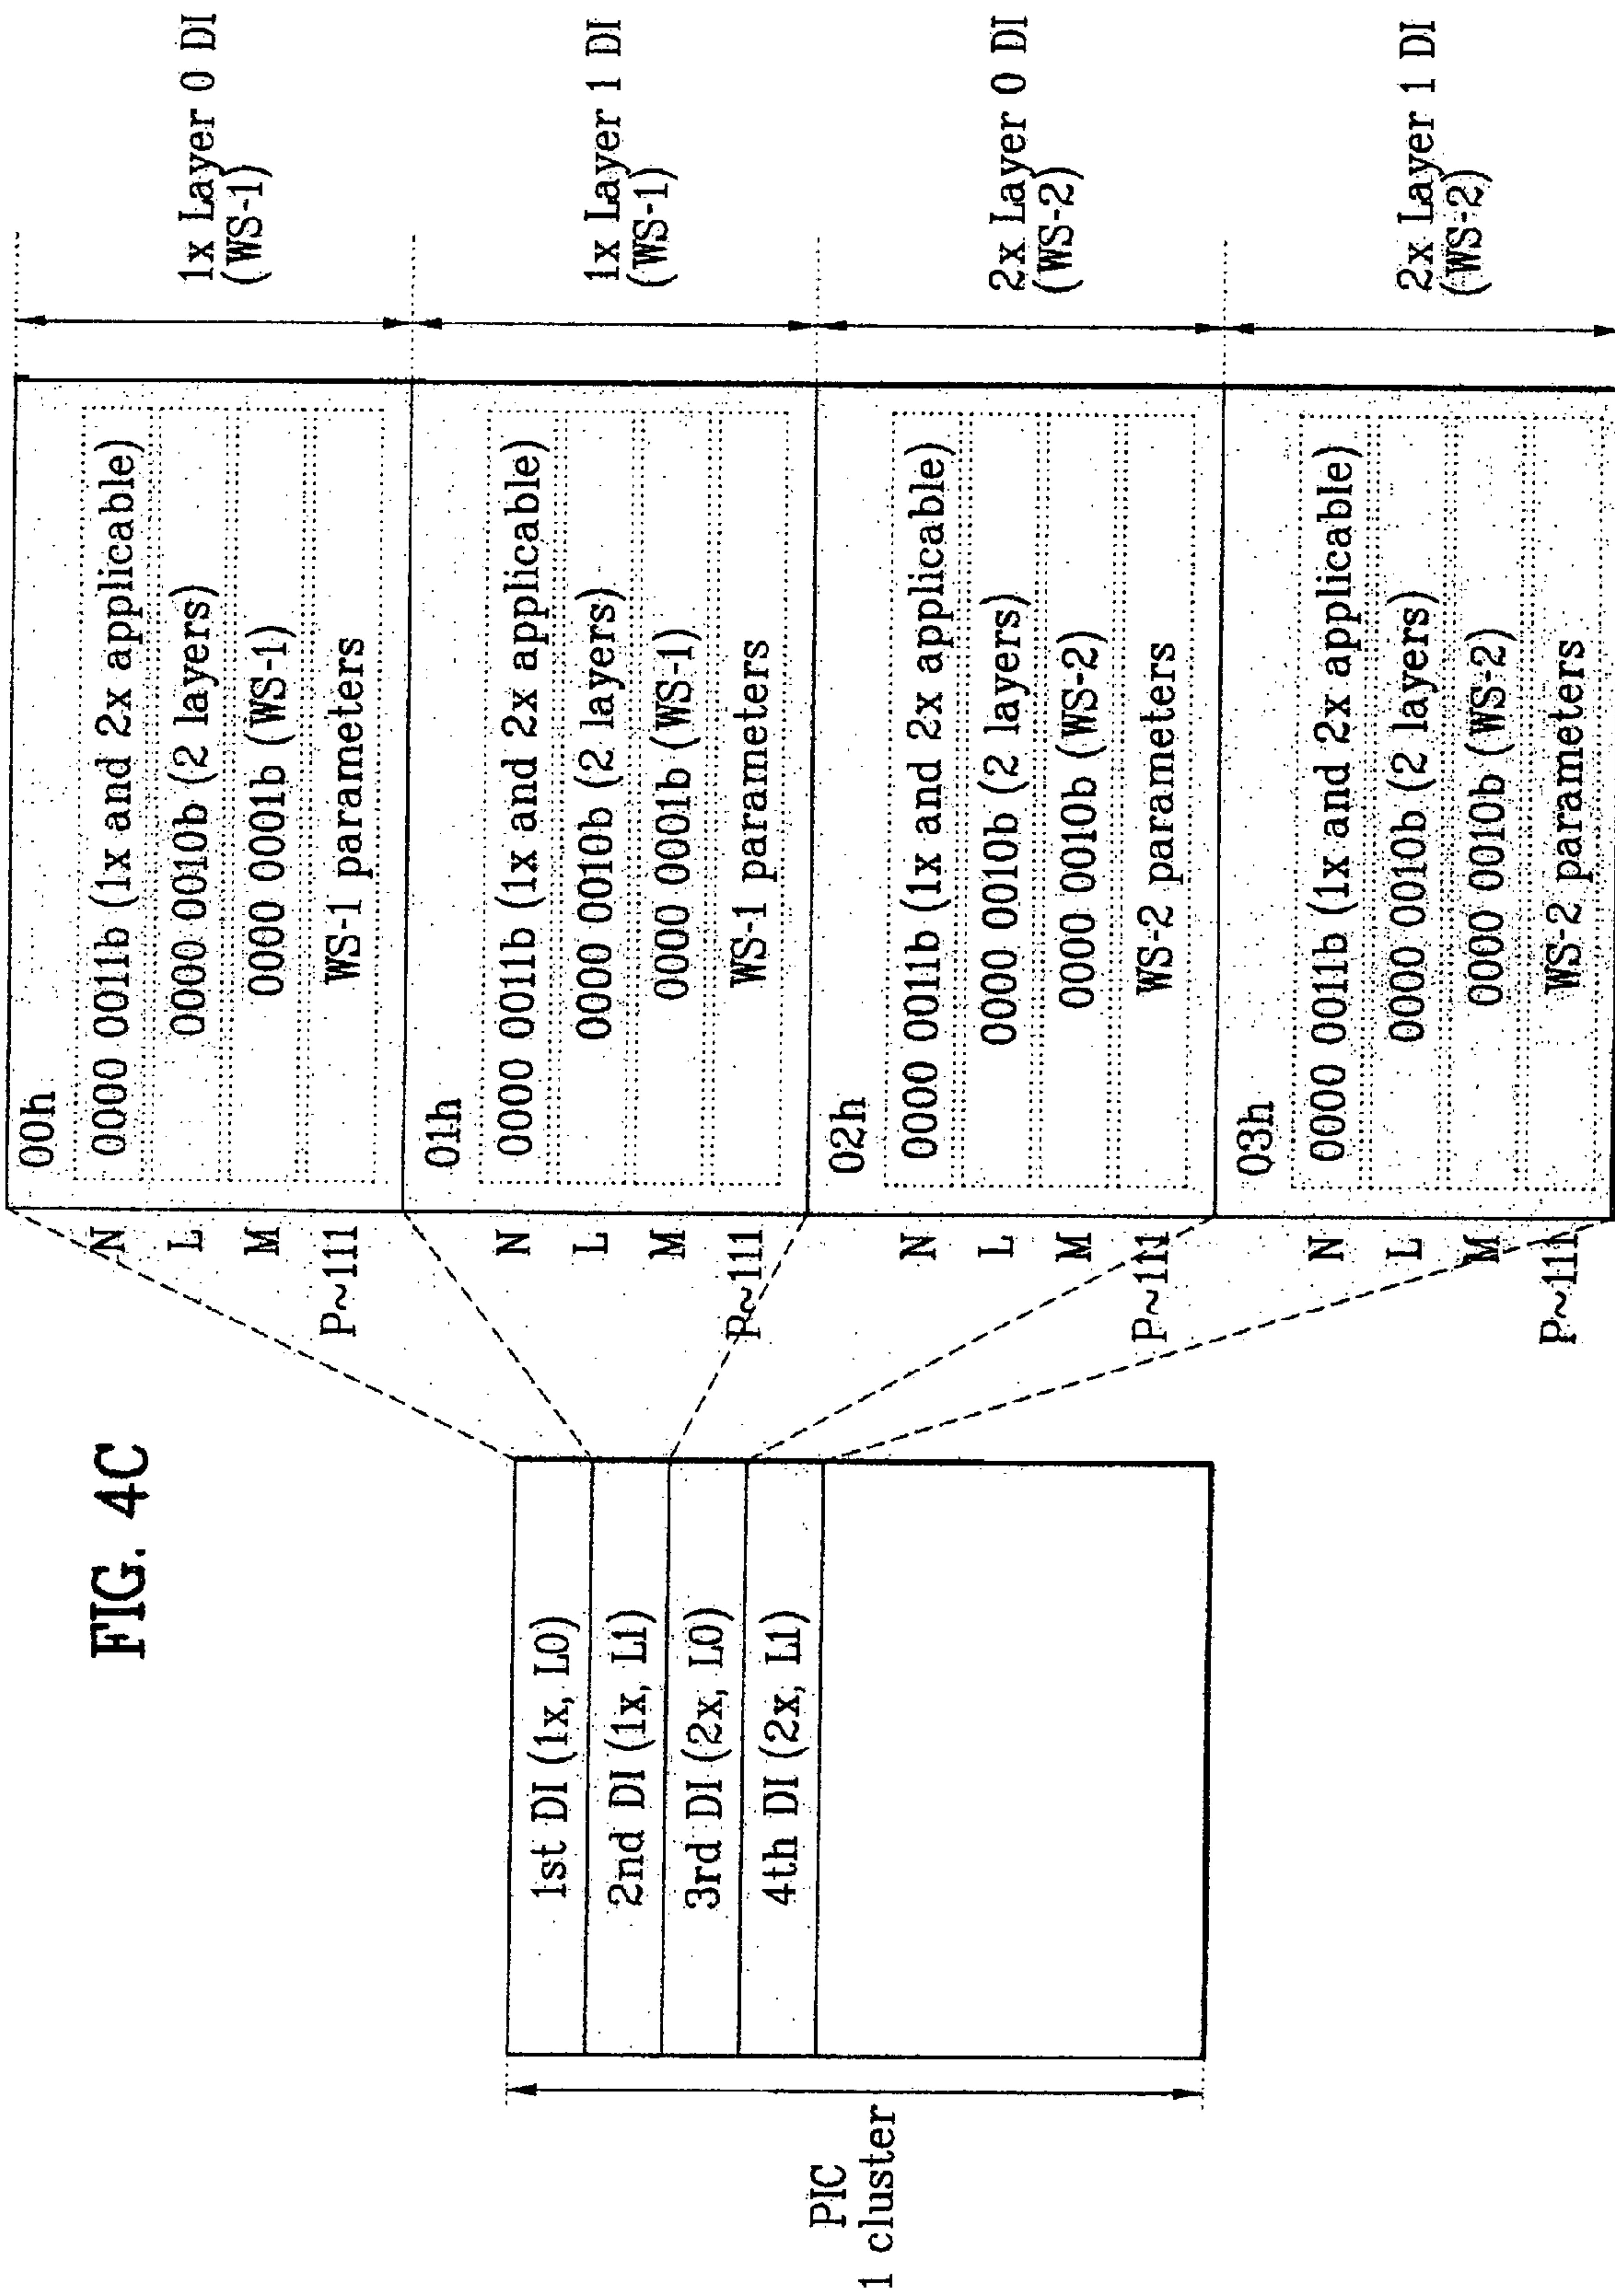 FIG. 4C
PIC
1 cluster
1st DI (1x, L0)
2nd DI (1x, L1)
3rd DI (2x, L0)
4th DI (2x, L1)
00h
N 0000 0011b (1x and 2x applicable)
L 0000 0010b (2 layers)
M 0000 0001b (WS-1)
P~111 WS-1 parameters
1x Layer 0 DI
(WS-1)
01h
N 0000 0011b (1x and 2x applicable)
L 0000 0010b (2 layers)
M 0000 0001b (WS-1)
P~111 WS-1 parameters
1x Layer 1 DI
(WS-1)
02h
N 0000 0011b (1x and 2x applicable)
L 0000 0010b (2 layers)
M 0000 0010b (WS-2)
P~111 WS-2 parameters
2x Layer 0 DI
(WS-2)
03h
N 0000 0011b (1x and 2x applicable)
L 0000 0010b (2 layers)
M 0000 0010b (WS-2)
P~111 WS-2 parameters
2x Layer 1 DI
(WS-2)